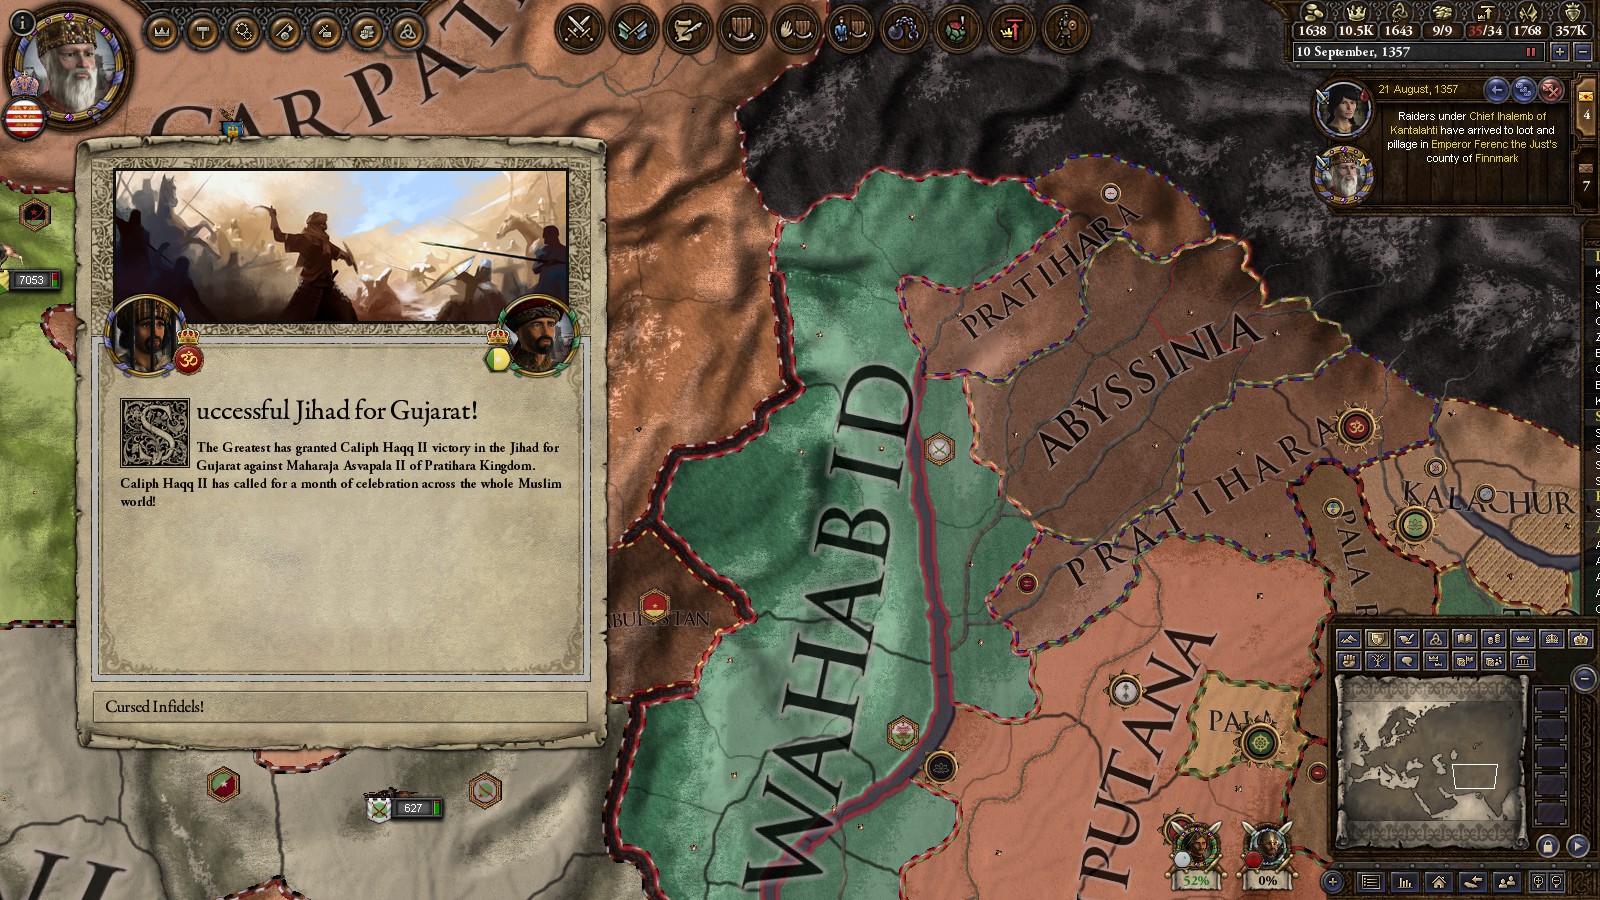 1638 10.5K 1643 9/9 35/34 1768 357K
10 September, 1357
21 August, 1357
Raiders under Chief Ihalemb of
Kantalahti have arrived to loot and
pillage in Emperor Ferenc the Just's
county of Finnmark
4
7
CARPAT
7053
Successful Jihad for Gujarat!
The Greatest has granted Caliph Haqq II victory in the Jihad for
Gujarat against Maharaja Asvapala II of Pratihara Kingdom.
Caliph Haqq II has called for a month of celebration across the whole Muslim
world!
Cursed Infidels!
PRATIHARA
ABYSSINIA
WAHABID
PRATIHARA
KALACHUR
PALA
PUTANA
PALA
627
52%
0%